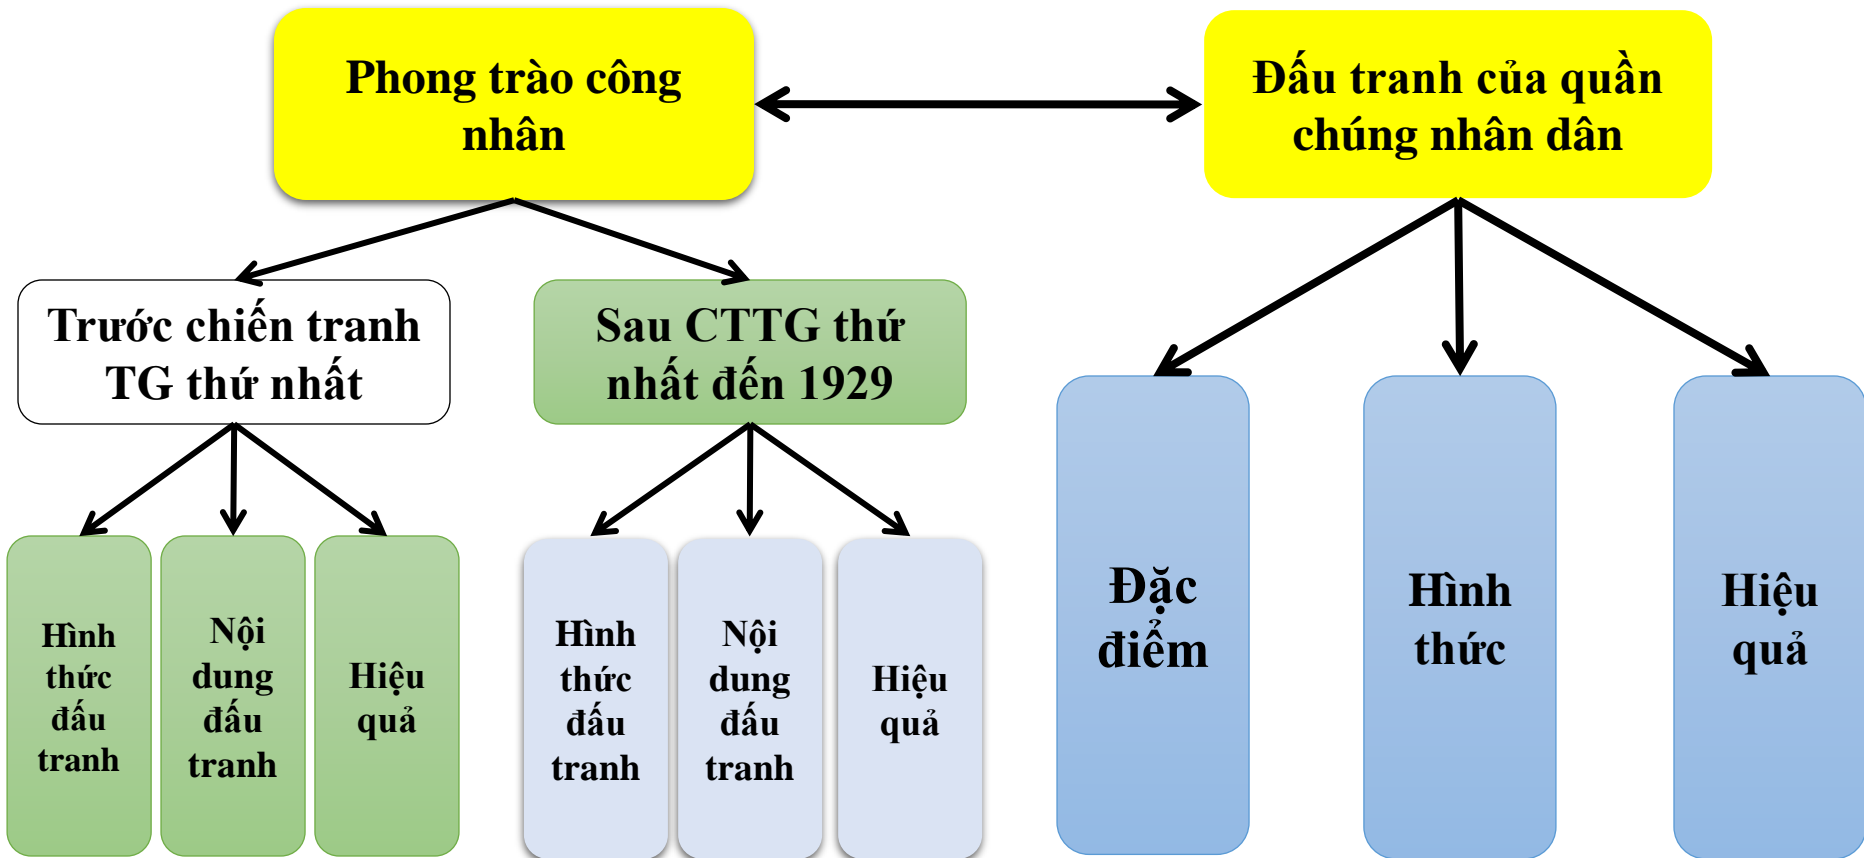 Phong trào công
nhân
Đấu tranh của quần
chúng nhân dân
Trước chiến tranh
TG thứ nhất
Sau CTTG thứ
nhất đến 1929
Hình
thức
đấu
tranh
Nội
dung
đấu
tranh
Hiệu
quả
Hình
thức
đấu
tranh
Nội
dung
đấu
tranh
Hiệu
quả
Đặc
điểm
Hình
thức
Hiệu
quả